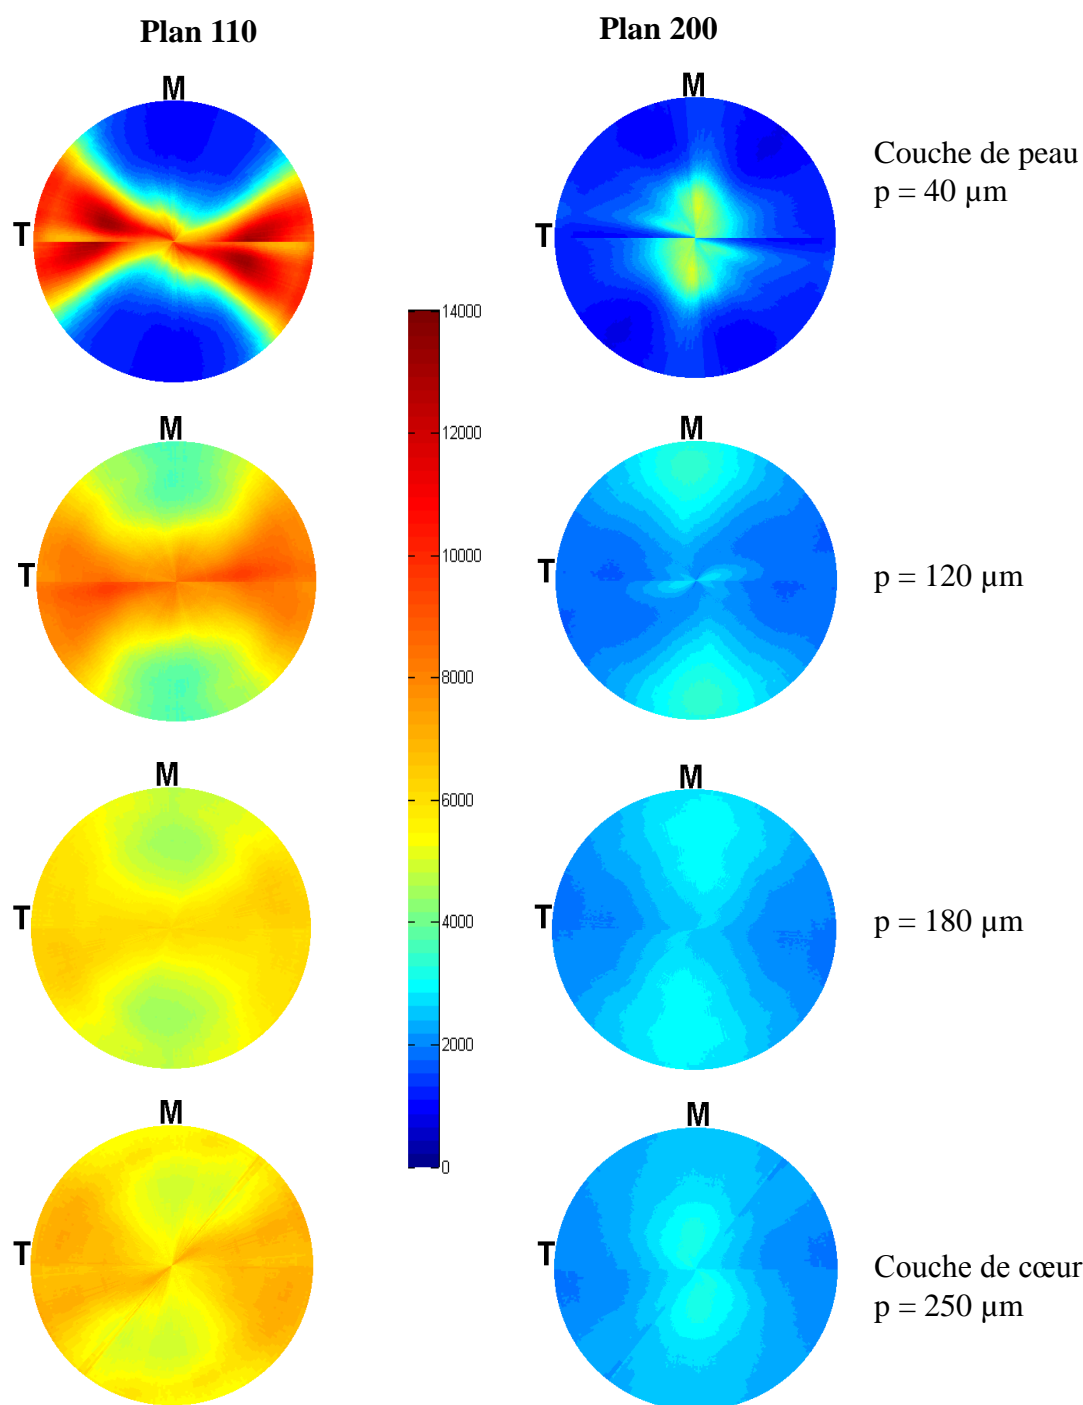 Plan 110
Plan 200
M
M
T
T
Couche de peau
p = 40 µm
14000
12000
10000
8000
6000
4000
2000
0
M
M
T
T
p = 120 µm
M
M
T
T
p = 180 µm
M
M
T
T
Couche de cœur
p = 250 µm